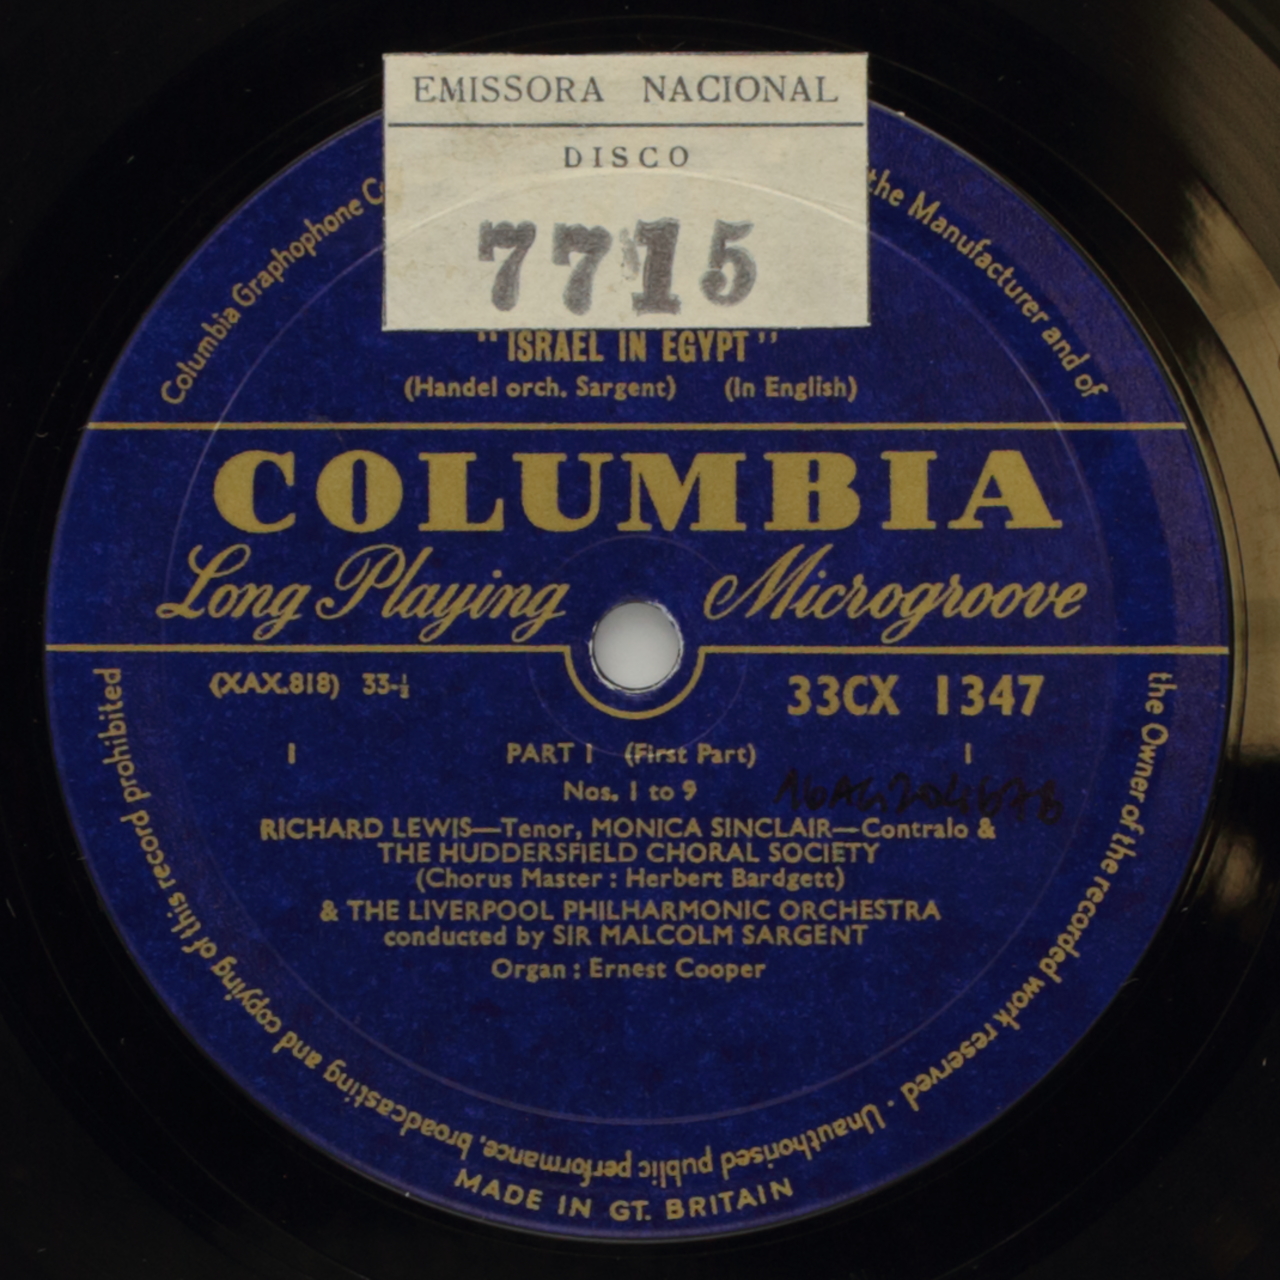 EMISSORA NACIONAL
DISCO
7715
"ISRAEL IN EGYPT"
(Handel orch. Sargent) (In English)
COLUMBIA
Long Playing Microgroove
(XAX.818) 33-⅓
33CX 1347
1 PART 1 (First Part) 1
Nos. 1 to 9
RICHARD LEWIS—Tenor, MONICA SINCLAIR—Contralo &
THE HUDDERSFIELD CHORAL SOCIETY
(Chorus Master : Herbert Bardgett)
& THE LIVERPOOL PHILHARMONIC ORCHESTRA
conducted by SIR MALCOLM SARGENT
Organ : Ernest Cooper
Columbia Graphophone
the Manufacturer and of
the Owner of the recorded work reserved · Unauthorised public performance, broadcasting and copying of this record prohibited
MADE IN GT. BRITAIN